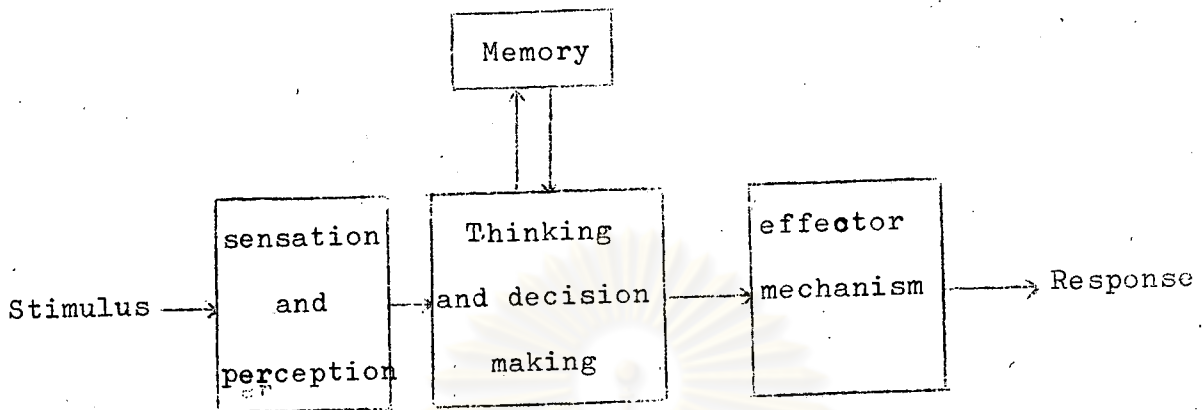 Memory
Stimulus
sensation
and
perception
Thinking
and decision
making
effector
mechanism
Response